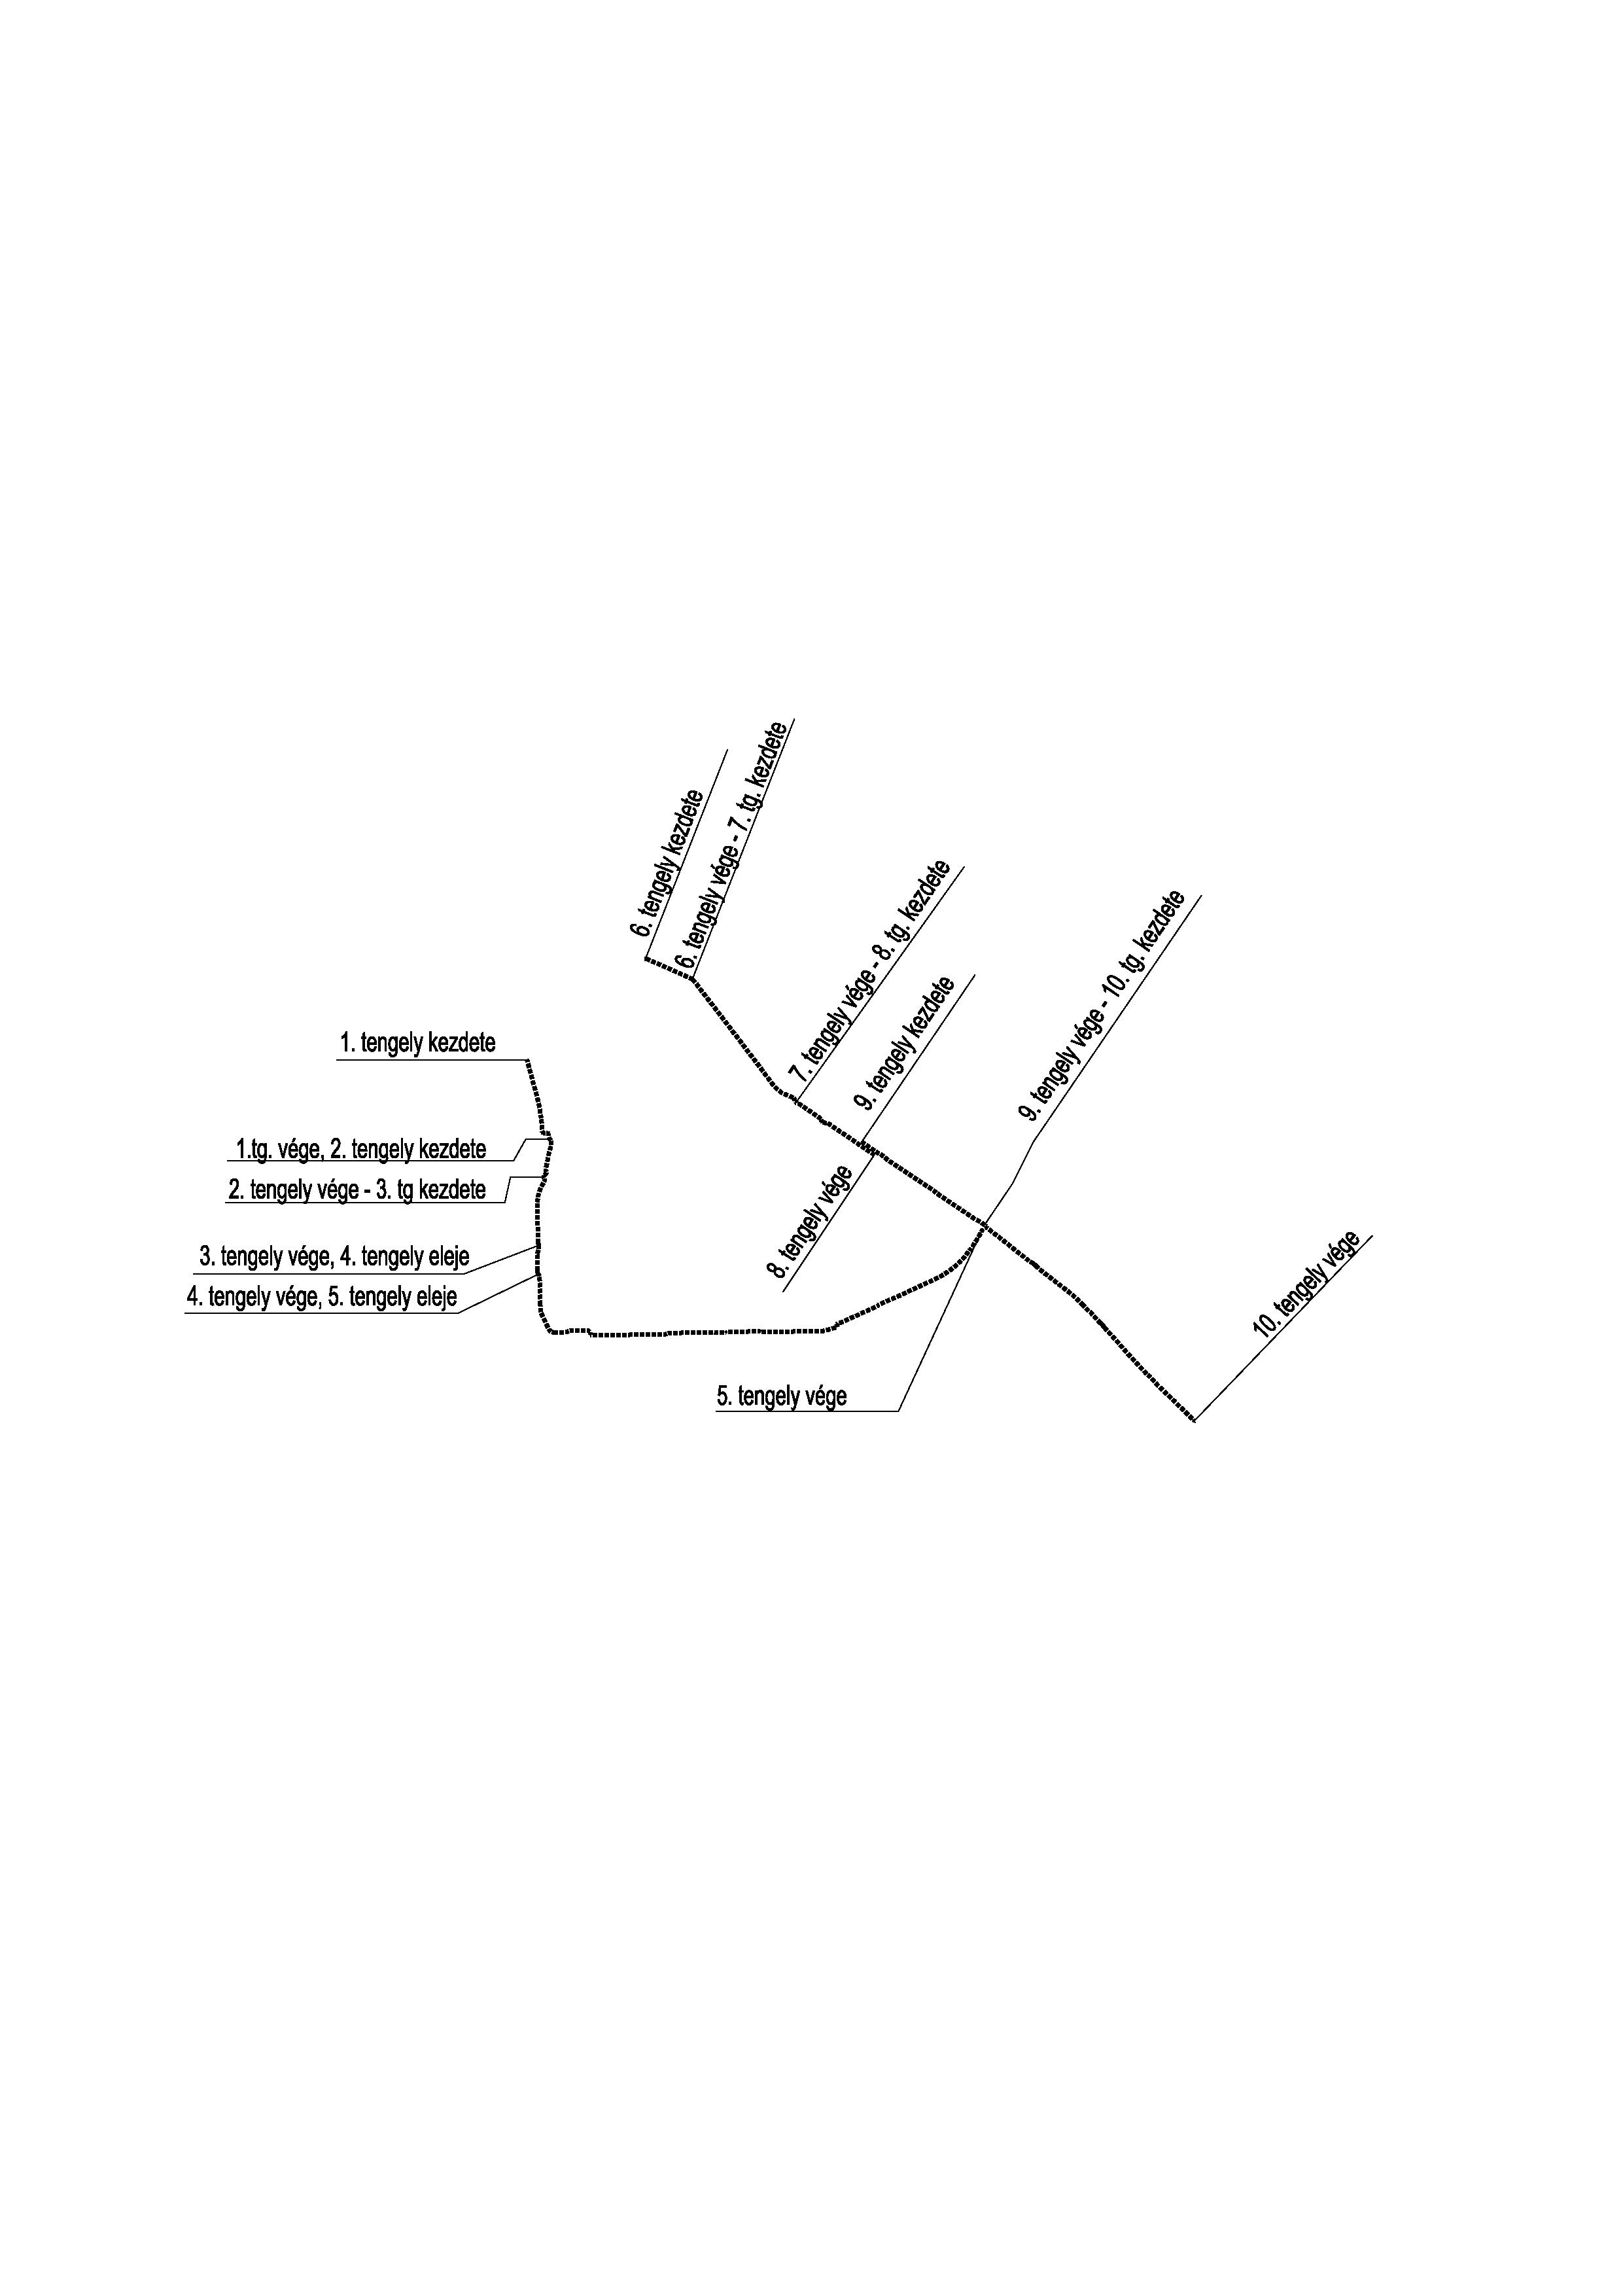 6. tengely kezdete
6. tengely vége - 7. tg. kezdete
7. tengely vége - 8. tg. kezdete
9. tengely kezdete
9. tengely vége - 10. tg. kezdete
1. tengely kezdete
1.tg. vége, 2. tengely kezdete
2. tengely vége - 3. tg kezdete
8. tengely vége
3. tengely vége, 4. tengely eleje
4. tengely vége, 5. tengely eleje
10. tengely vége
5. tengely vége